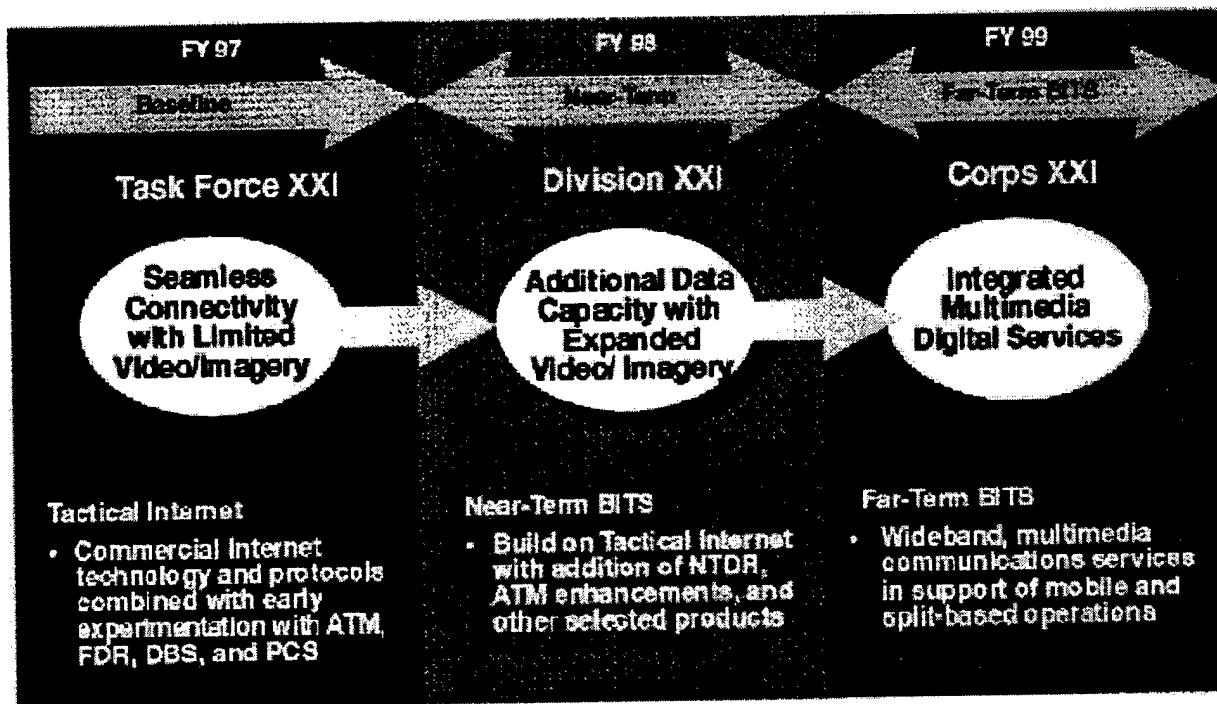 FY 97
FY 98
FY 99
Baseline
Near-Term
Far-Term BITS
Task Force XXI
Division XXI
Corps XXI
Seamless
Connectivity
with Limited
Video/Imagery
Additional Data
Capacity with
Expanded
Video/ Imagery
Integrated
Multimedia
Digital Services
Tactical Internet
• Commercial Internet
technology and protocols
combined with early
experimentation with ATM,
FDR, DBS, and PCS
Near-Term BITS
• Build on Tactical Internet
with addition of NTDR,
ATM enhancements, and
other selected products
Far-Term BITS
• Wideband, multimedia
communications services
in support of mobile and
split-based operations